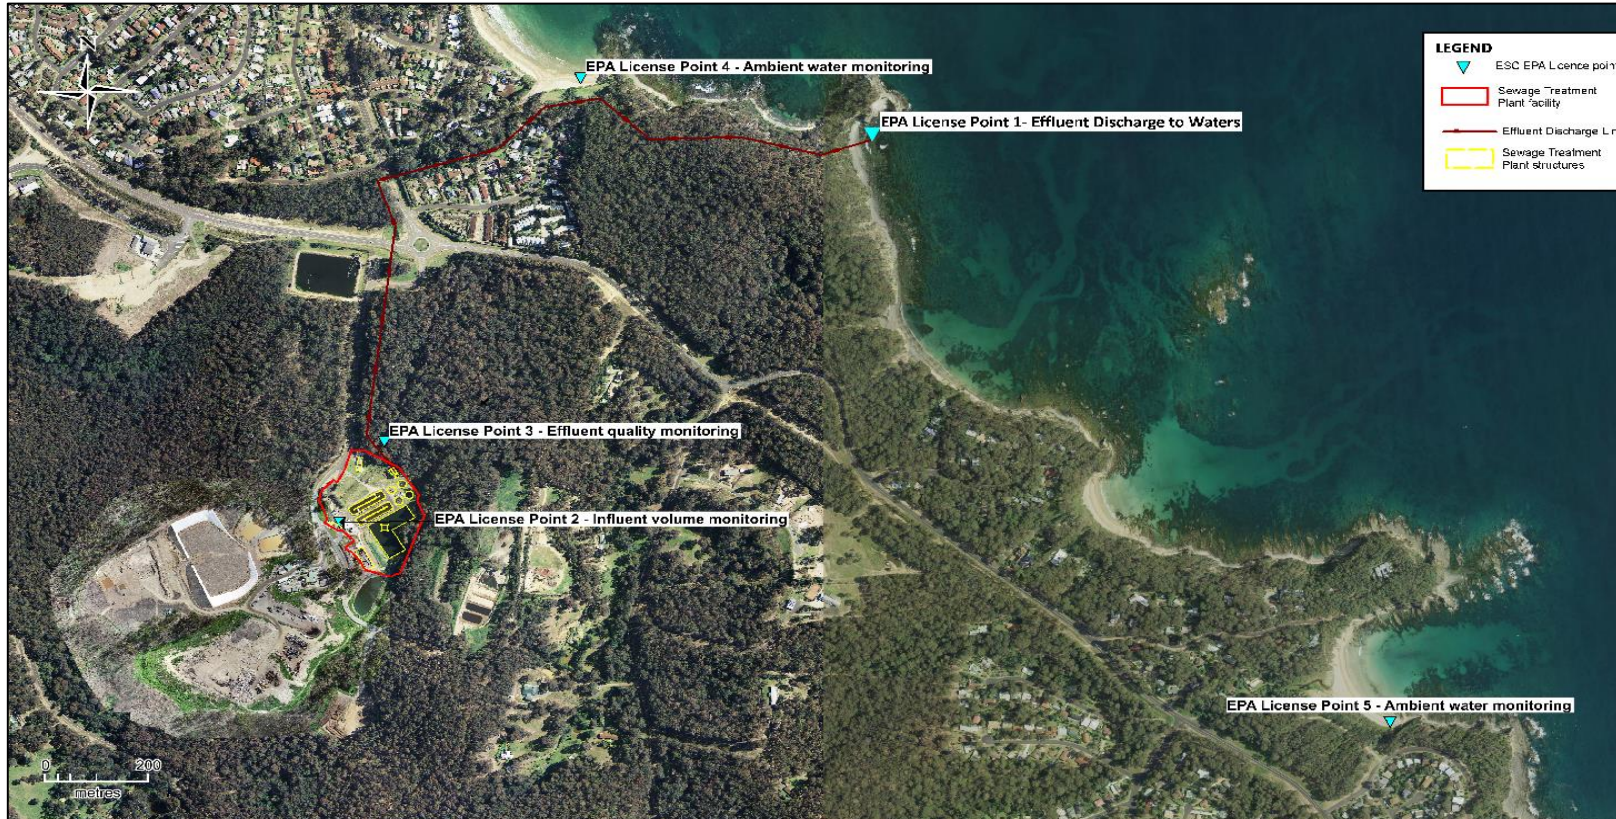 N
EPA License Point 4 - Ambient water monitoring
EPA License Point 1- Effluent Discharge to Waters
LEGEND
ESC EPA Licence point
Sewage Treatment
Plant facility
Effluent Discharge Lin
Sewage Treatment
Plant structures
EPA License Point 3 - Effluent quality monitoring
EPA License Point 2 - Influent volume monitoring
EPA License Point 5 - Ambient water monitoring
0 200
metres